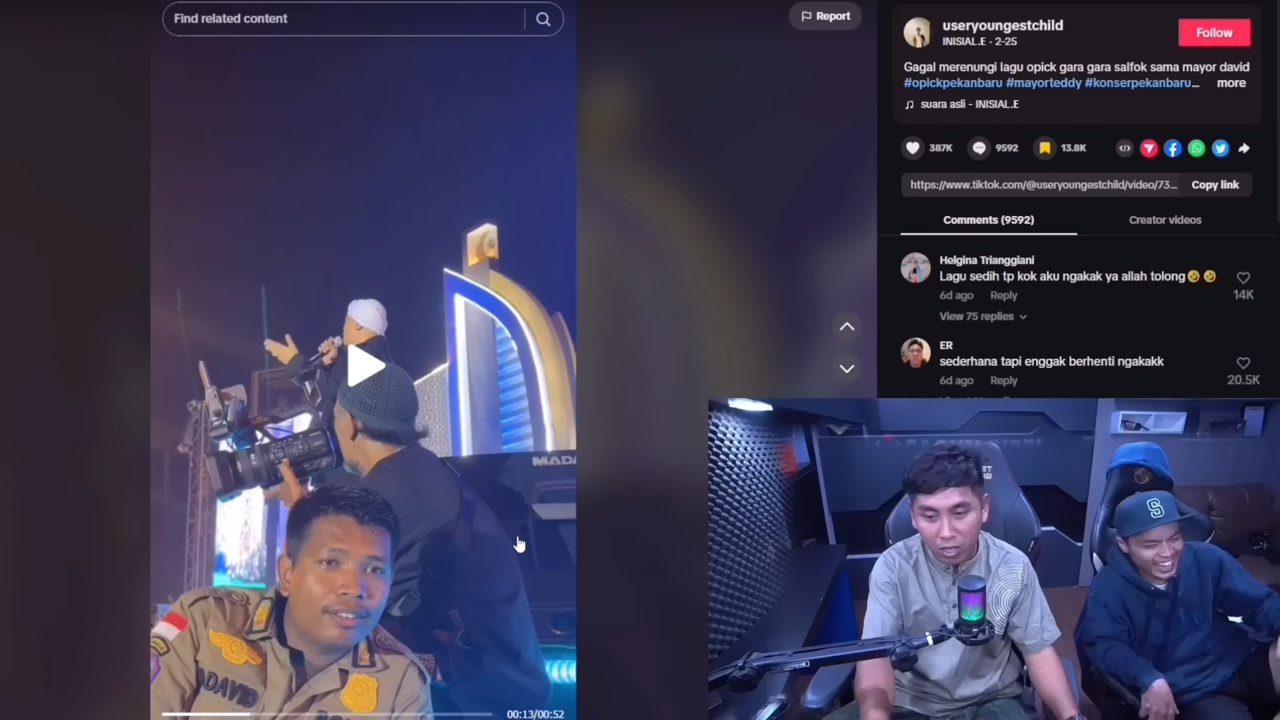 Find related content
Report
useryoungestchild
INISIAL.E · 2-25
Follow
Gagal merenungi lagu opick gara gara salfok sama mayor david
#opickpekanbaru #mayorteddy #konserpekanbaru... more
suara asli - INISIAL.E
387K
9592
13.8K
https://www.tiktok.com/@useryoungestchild/video/73...
Copy link
Comments (9592)
Creator videos
Helgina Trianggiani
Lagu sedih tp kok aku ngakak ya allah tolong🤣🤣
6d ago
Reply
14K
View 75 replies
ER
sederhana tapi enggak berhenti ngakakk
6d ago
Reply
20.5K
DAVID
S
00:13/00:52